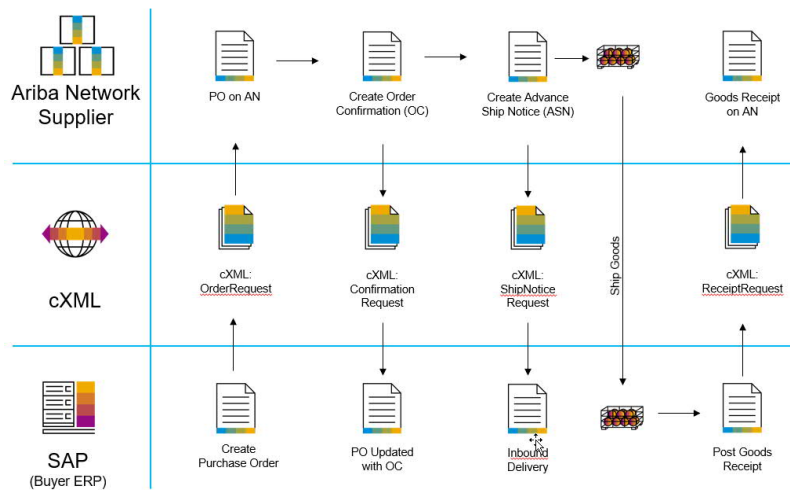 Ariba Network
Supplier
PO on AN
Create Order
Confirmation (OC)
Create Advance
Ship Notice (ASN)
Goods Receipt
on AN
cXML
cXML:
OrderRequest
cXML:
Confirmation
Request
cXML:
ShipNotice
Request
Ship Goods
cXML:
ReceiptRequest
SAP
(Buyer ERP)
Create
Purchase Order
PO Updated
with OC
Inbound
Delivery
Post Goods
Receipt